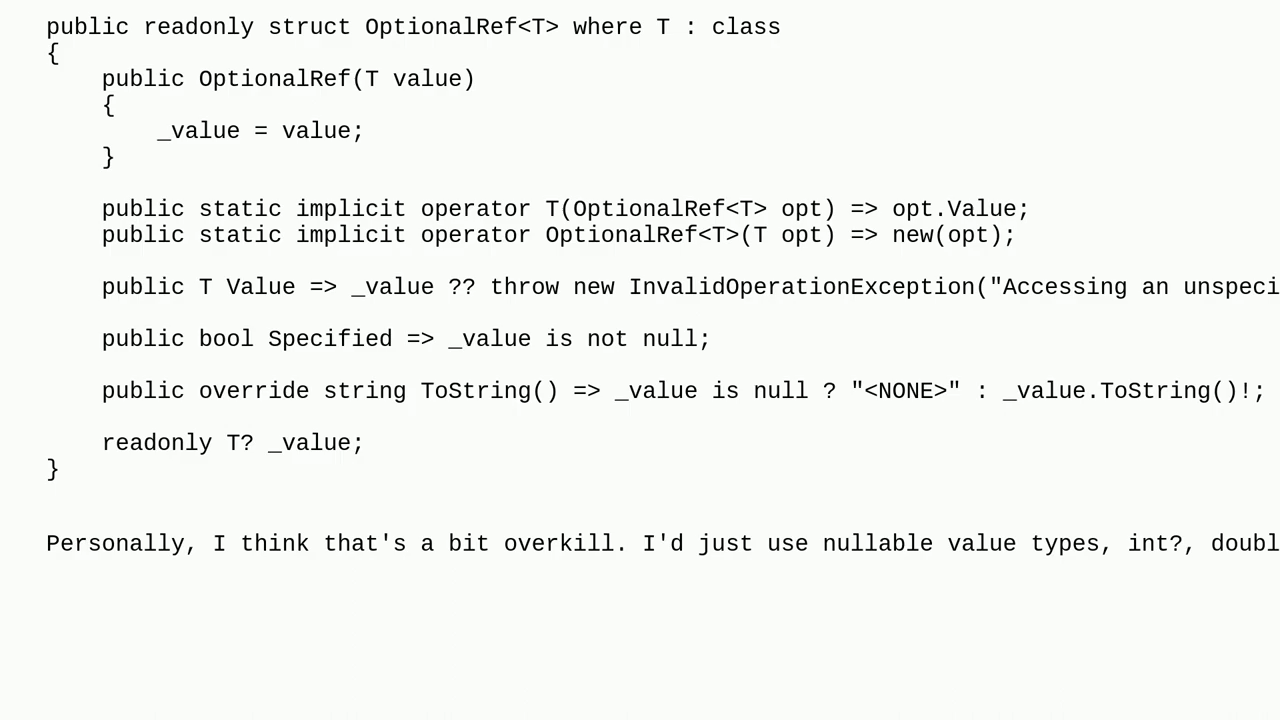 public readonly struct OptionalRef<T> where T : class
{
    public OptionalRef(T value)
    {
        _value = value;
    }

    public static implicit operator T(OptionalRef<T> opt) => opt.Value;
    public static implicit operator OptionalRef<T>(T opt) => new(opt);

    public T Value => _value ?? throw new InvalidOperationException("Accessing an unspeci

    public bool Specified => _value is not null;

    public override string ToString() => _value is null ? "<NONE>" : _value.ToString()!;

    readonly T? _value;
}

Personally, I think that's a bit overkill. I'd just use nullable value types, int?, doubl